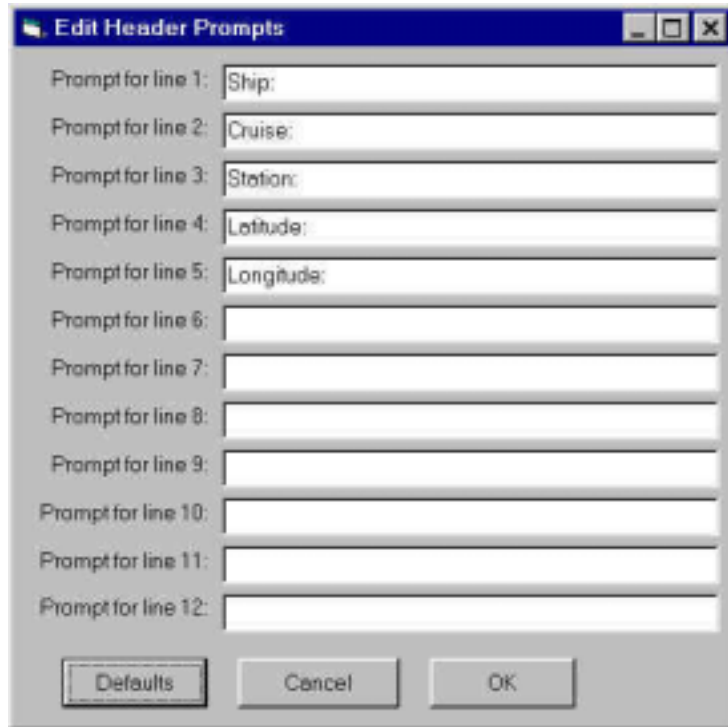 Edit Header Prompts
Prompt for line 1: Ship:
Prompt for line 2: Cruise:
Prompt for line 3: Station:
Prompt for line 4: Latitude:
Prompt for line 5: Longitude:
Prompt for line 6:
Prompt for line 7:
Prompt for line 8:
Prompt for line 9:
Prompt for line 10:
Prompt for line 11:
Prompt for line 12:
Defaults Cancel OK